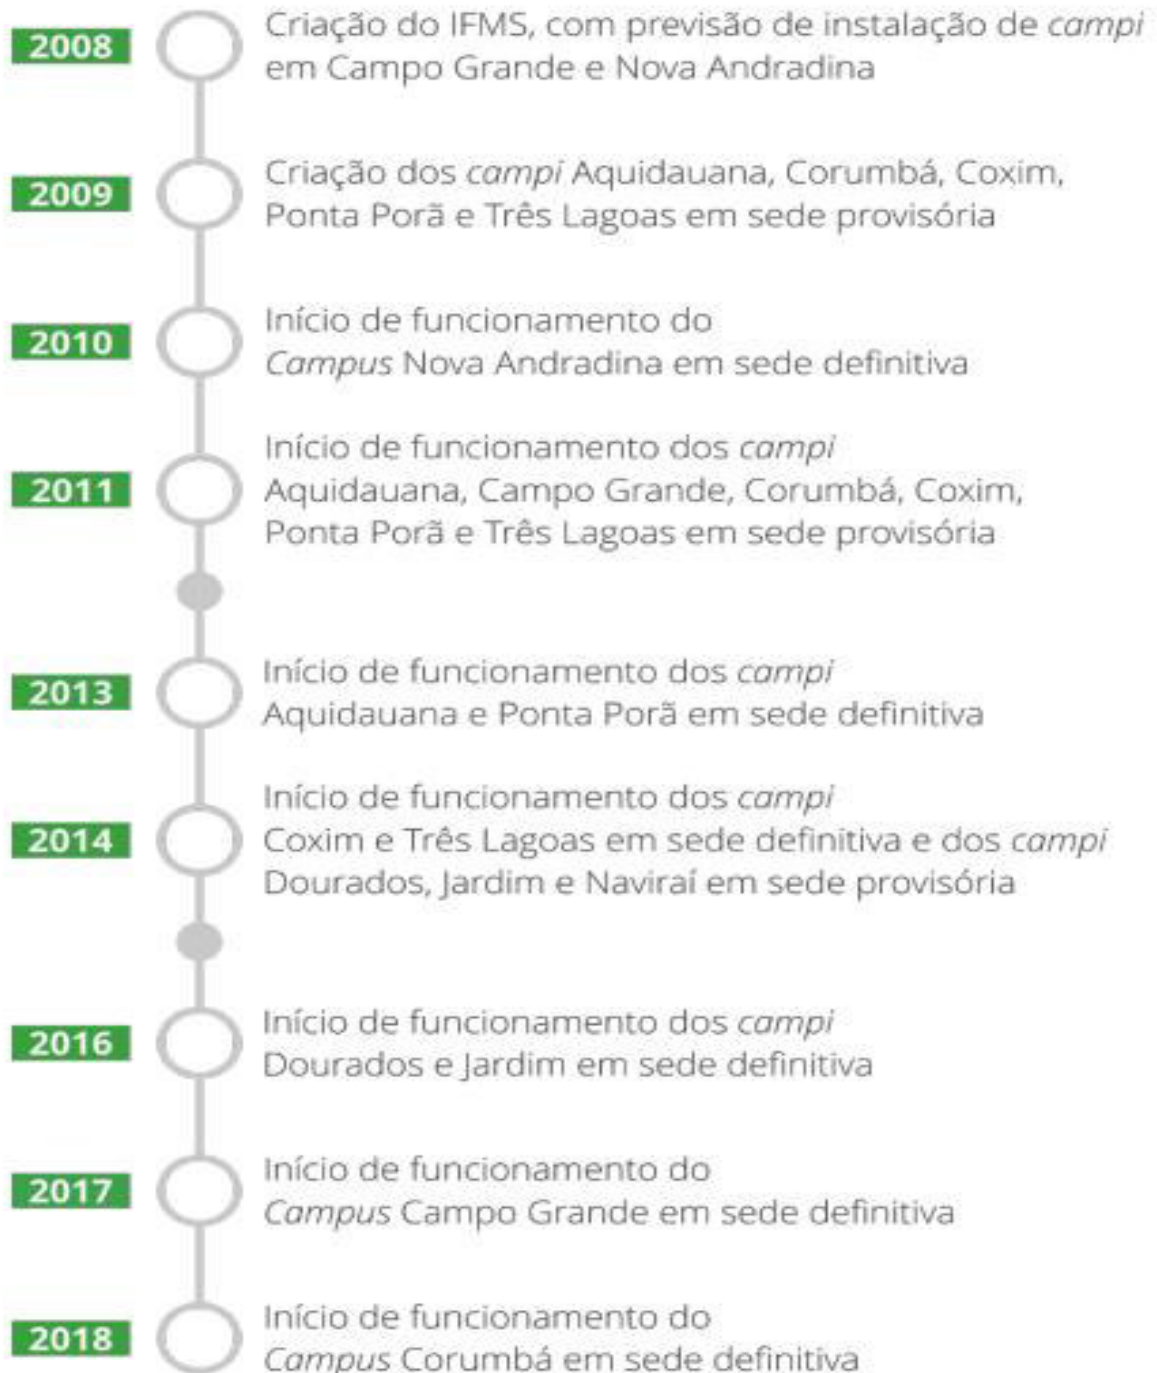 2008
Criação do IFMS, com previsão de instalação de campi
em Campo Grande e Nova Andradina
2009
Criação dos campi Aquidauana, Corumbá, Coxim,
Ponta Porã e Três Lagoas em sede provisória
2010
Início de funcionamento do
Campus Nova Andradina em sede definitiva
2011
Início de funcionamento dos campi
Aquidauana, Campo Grande, Corumbá, Coxim,
Ponta Porã e Três Lagoas em sede provisória
2013
Início de funcionamento dos campi
Aquidauana e Ponta Porã em sede definitiva
2014
Início de funcionamento dos campi
Coxim e Três Lagoas em sede definitiva e dos campi
Dourados, Jardim e Naviraí em sede provisória
2016
Início de funcionamento dos campi
Dourados e Jardim em sede definitiva
2017
Início de funcionamento do
Campus Campo Grande em sede definitiva
2018
Início de funcionamento do
Campus Corumbá em sede definitiva